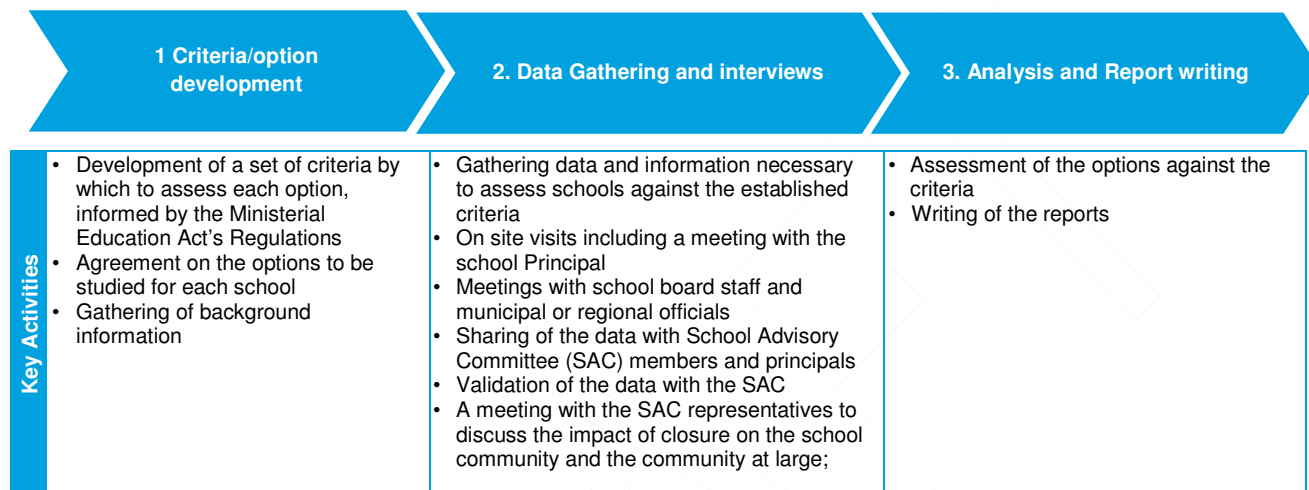 1 Criteria/option
development
2. Data Gathering and interviews
3. Analysis and Report writing
Key Activities
• Development of a set of criteria by
which to assess each option,
informed by the Ministerial
Education Act's Regulations
• Agreement on the options to be
studied for each school
• Gathering of background
information
• Gathering data and information necessary
to assess schools against the established
criteria
• On site visits including a meeting with the
school Principal
• Meetings with school board staff and
municipal or regional officials
• Sharing of the data with School Advisory
Committee (SAC) members and principals
• Validation of the data with the SAC
• A meeting with the SAC representatives to
discuss the impact of closure on the school
community and the community at large;
• Assessment of the options against the
criteria
• Writing of the reports